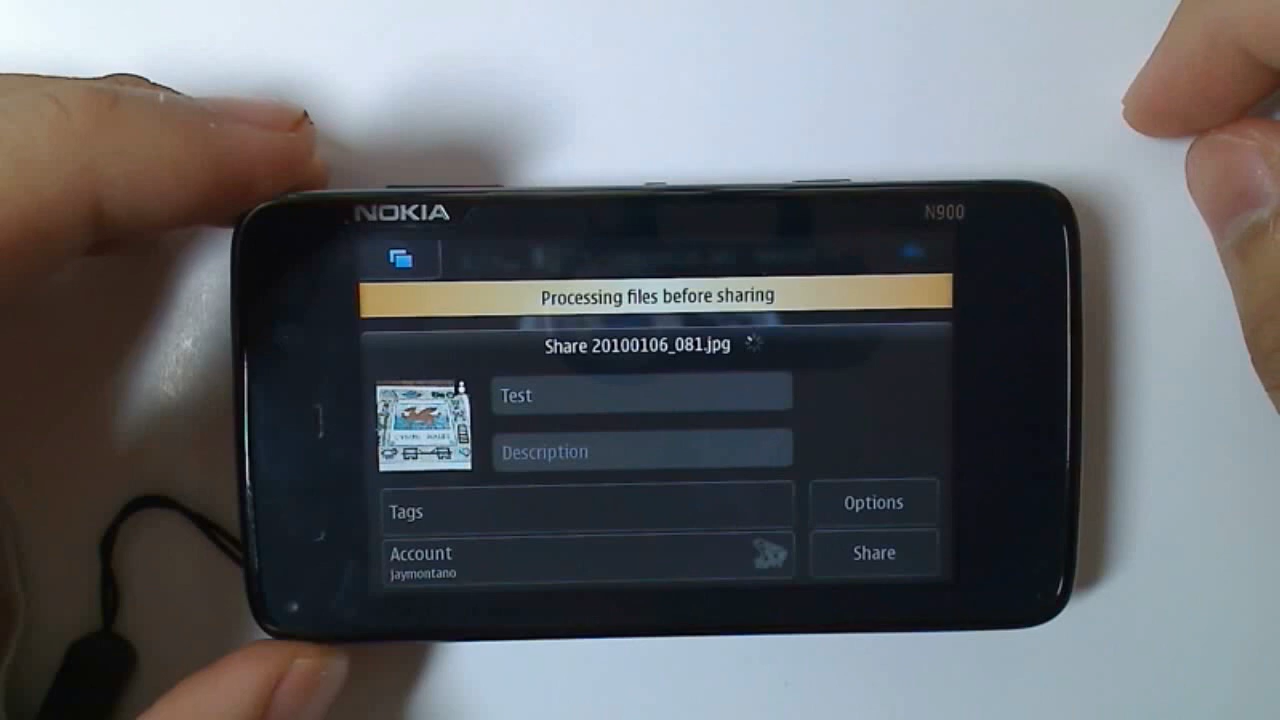 NOKIA
N900
Processing files before sharing
Share 20100106_081.jpg
Test
Description
Tags
Options
Account
jaymontano
Share